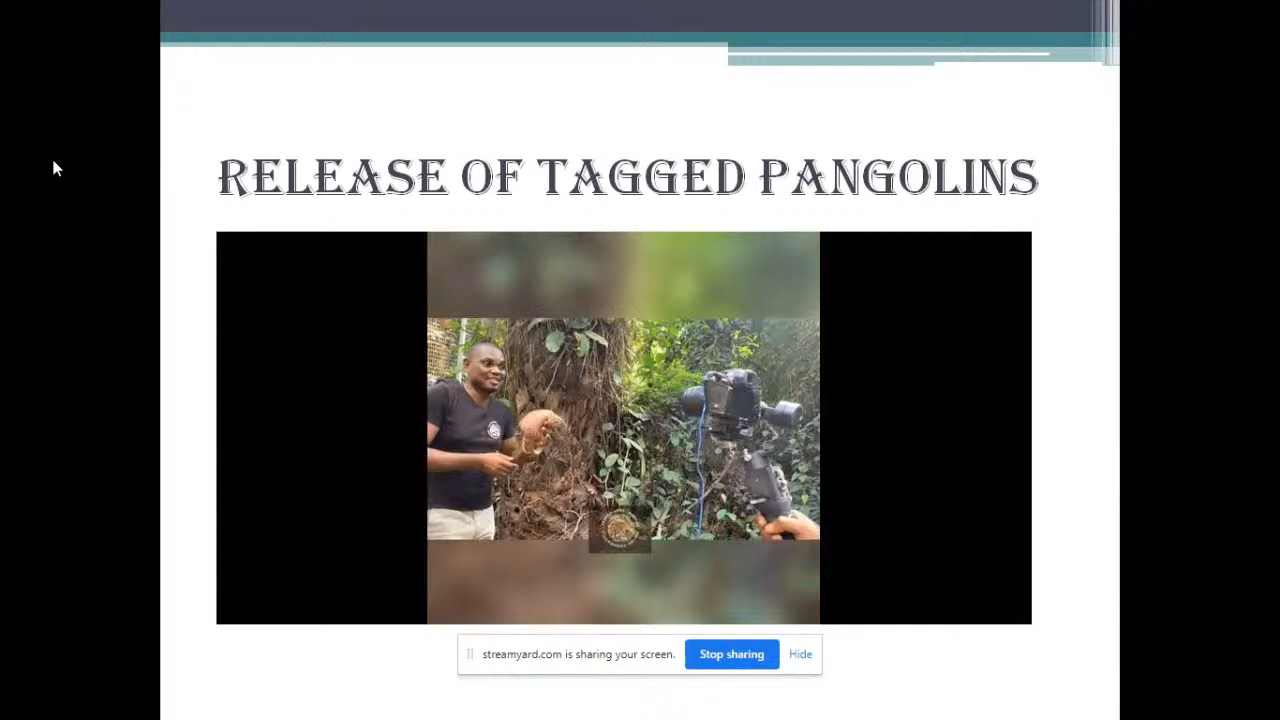 RELEASE OF TAGGED PANGOLINS
streamyard.com is sharing your screen. Stop sharing Hide